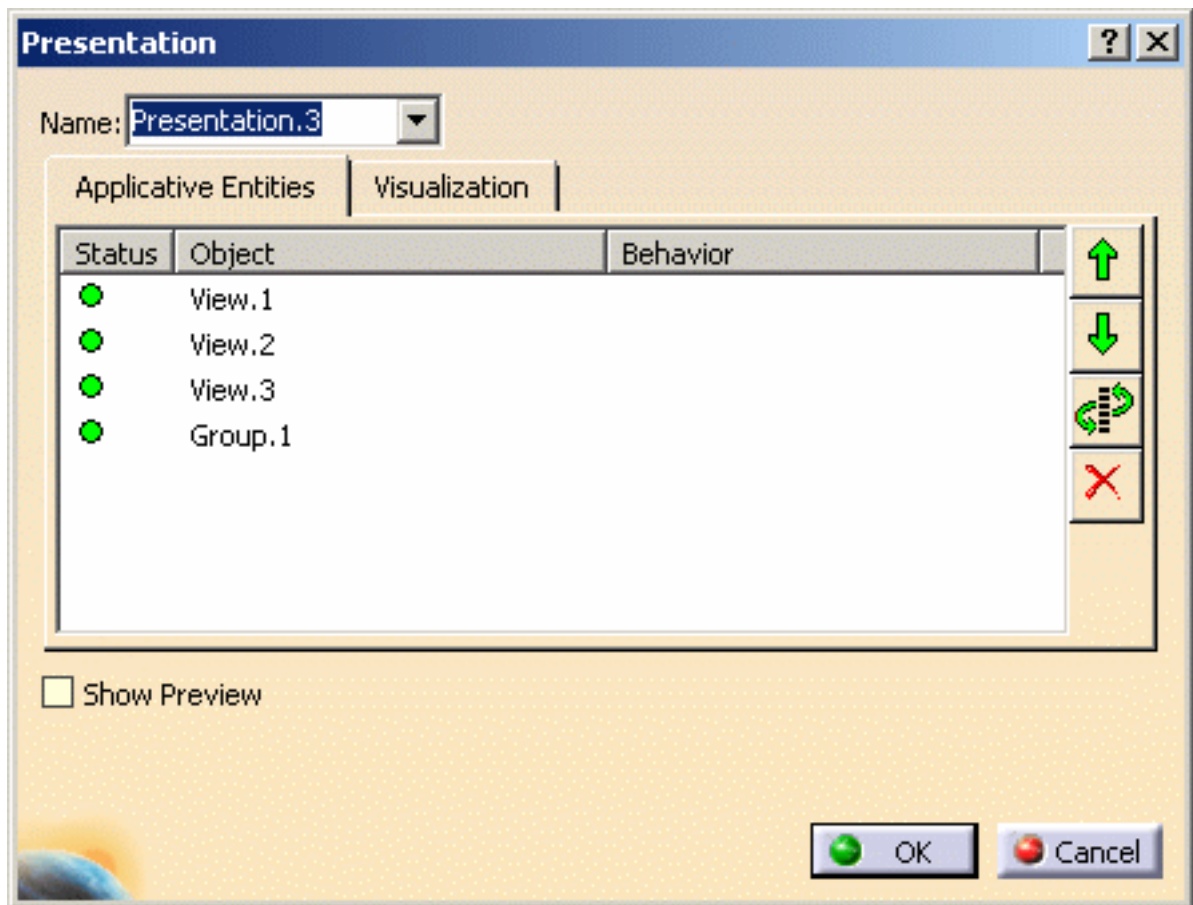 Presentation
Name: Presentation.3
Applicative Entities Visualization
Status Object Behavior
View.1
View.2
View.3
Group.1
Show Preview
OK Cancel